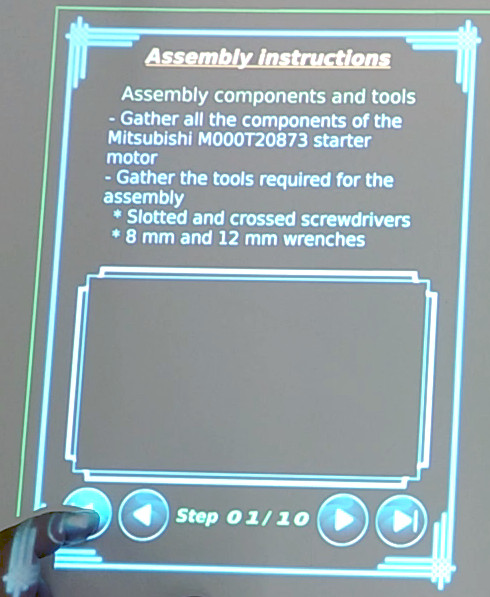 Assembly instructions
Assembly components and tools
- Gather all the components of the
Mitsubishi M000T20873 starter
motor
- Gather the tools required for the
assembly
* Slotted and crossed screwdrivers
* 8 mm and 12 mm wrenches
Step 01/10